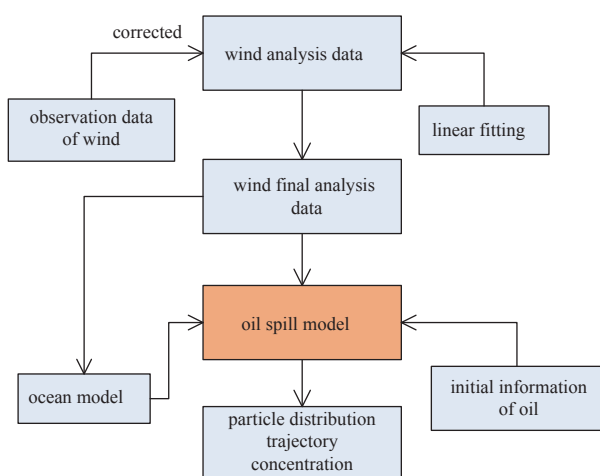 corrected
wind analysis data
observation data
of wind
linear fitting
wind final analysis
data
oil spill model
ocean model
initial information
of oil
particle distribution
trajectory
concentration